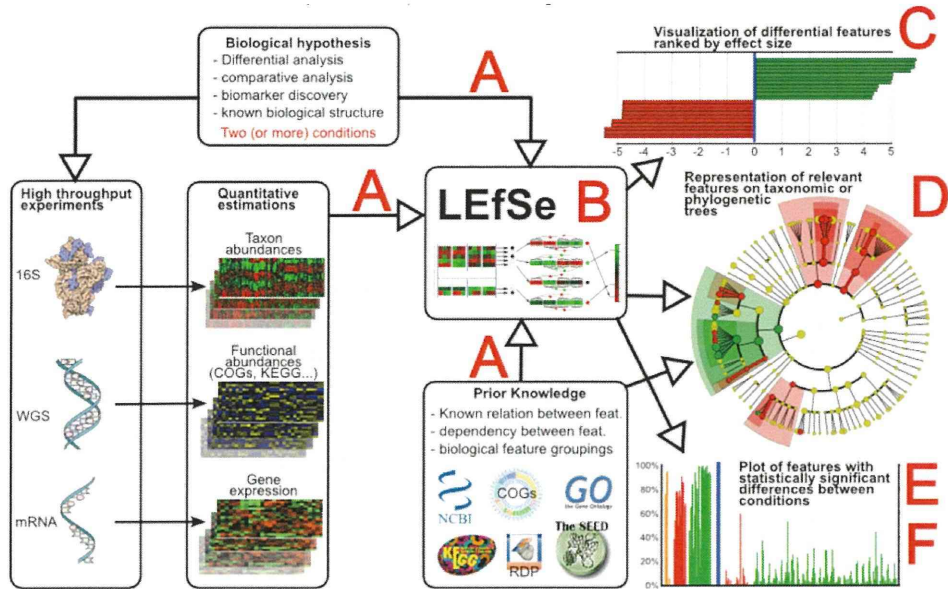 Biological hypothesis
- Differential analysis
- comparative analysis
- biomarker discovery
- known biological structure
Two (or more) conditions
A
Visualization of differential features
ranked by effect size
C
-5 -4 -3 -2 -1 0 1 2 3 4 5
High throughput
experiments
16S
WGS
mRNA
Quantitative
estimations
Taxon
abundances
Functional
abundances
(COGs, KEGG...)
Gene
expression
A
LEfSe
B
Representation of relevant
features on taxonomic or
phylogenetic
trees
D
A
Prior Knowledge
- Known relation between feat.
- dependency between feat.
- biological feature groupings
NCBI
COGs
GO
the Gene Ontology
KEGG
RDP
The SEED
100%
80%
60%
40%
20%
0%
Plot of features with
statistically significant
differences between
conditions
E
F